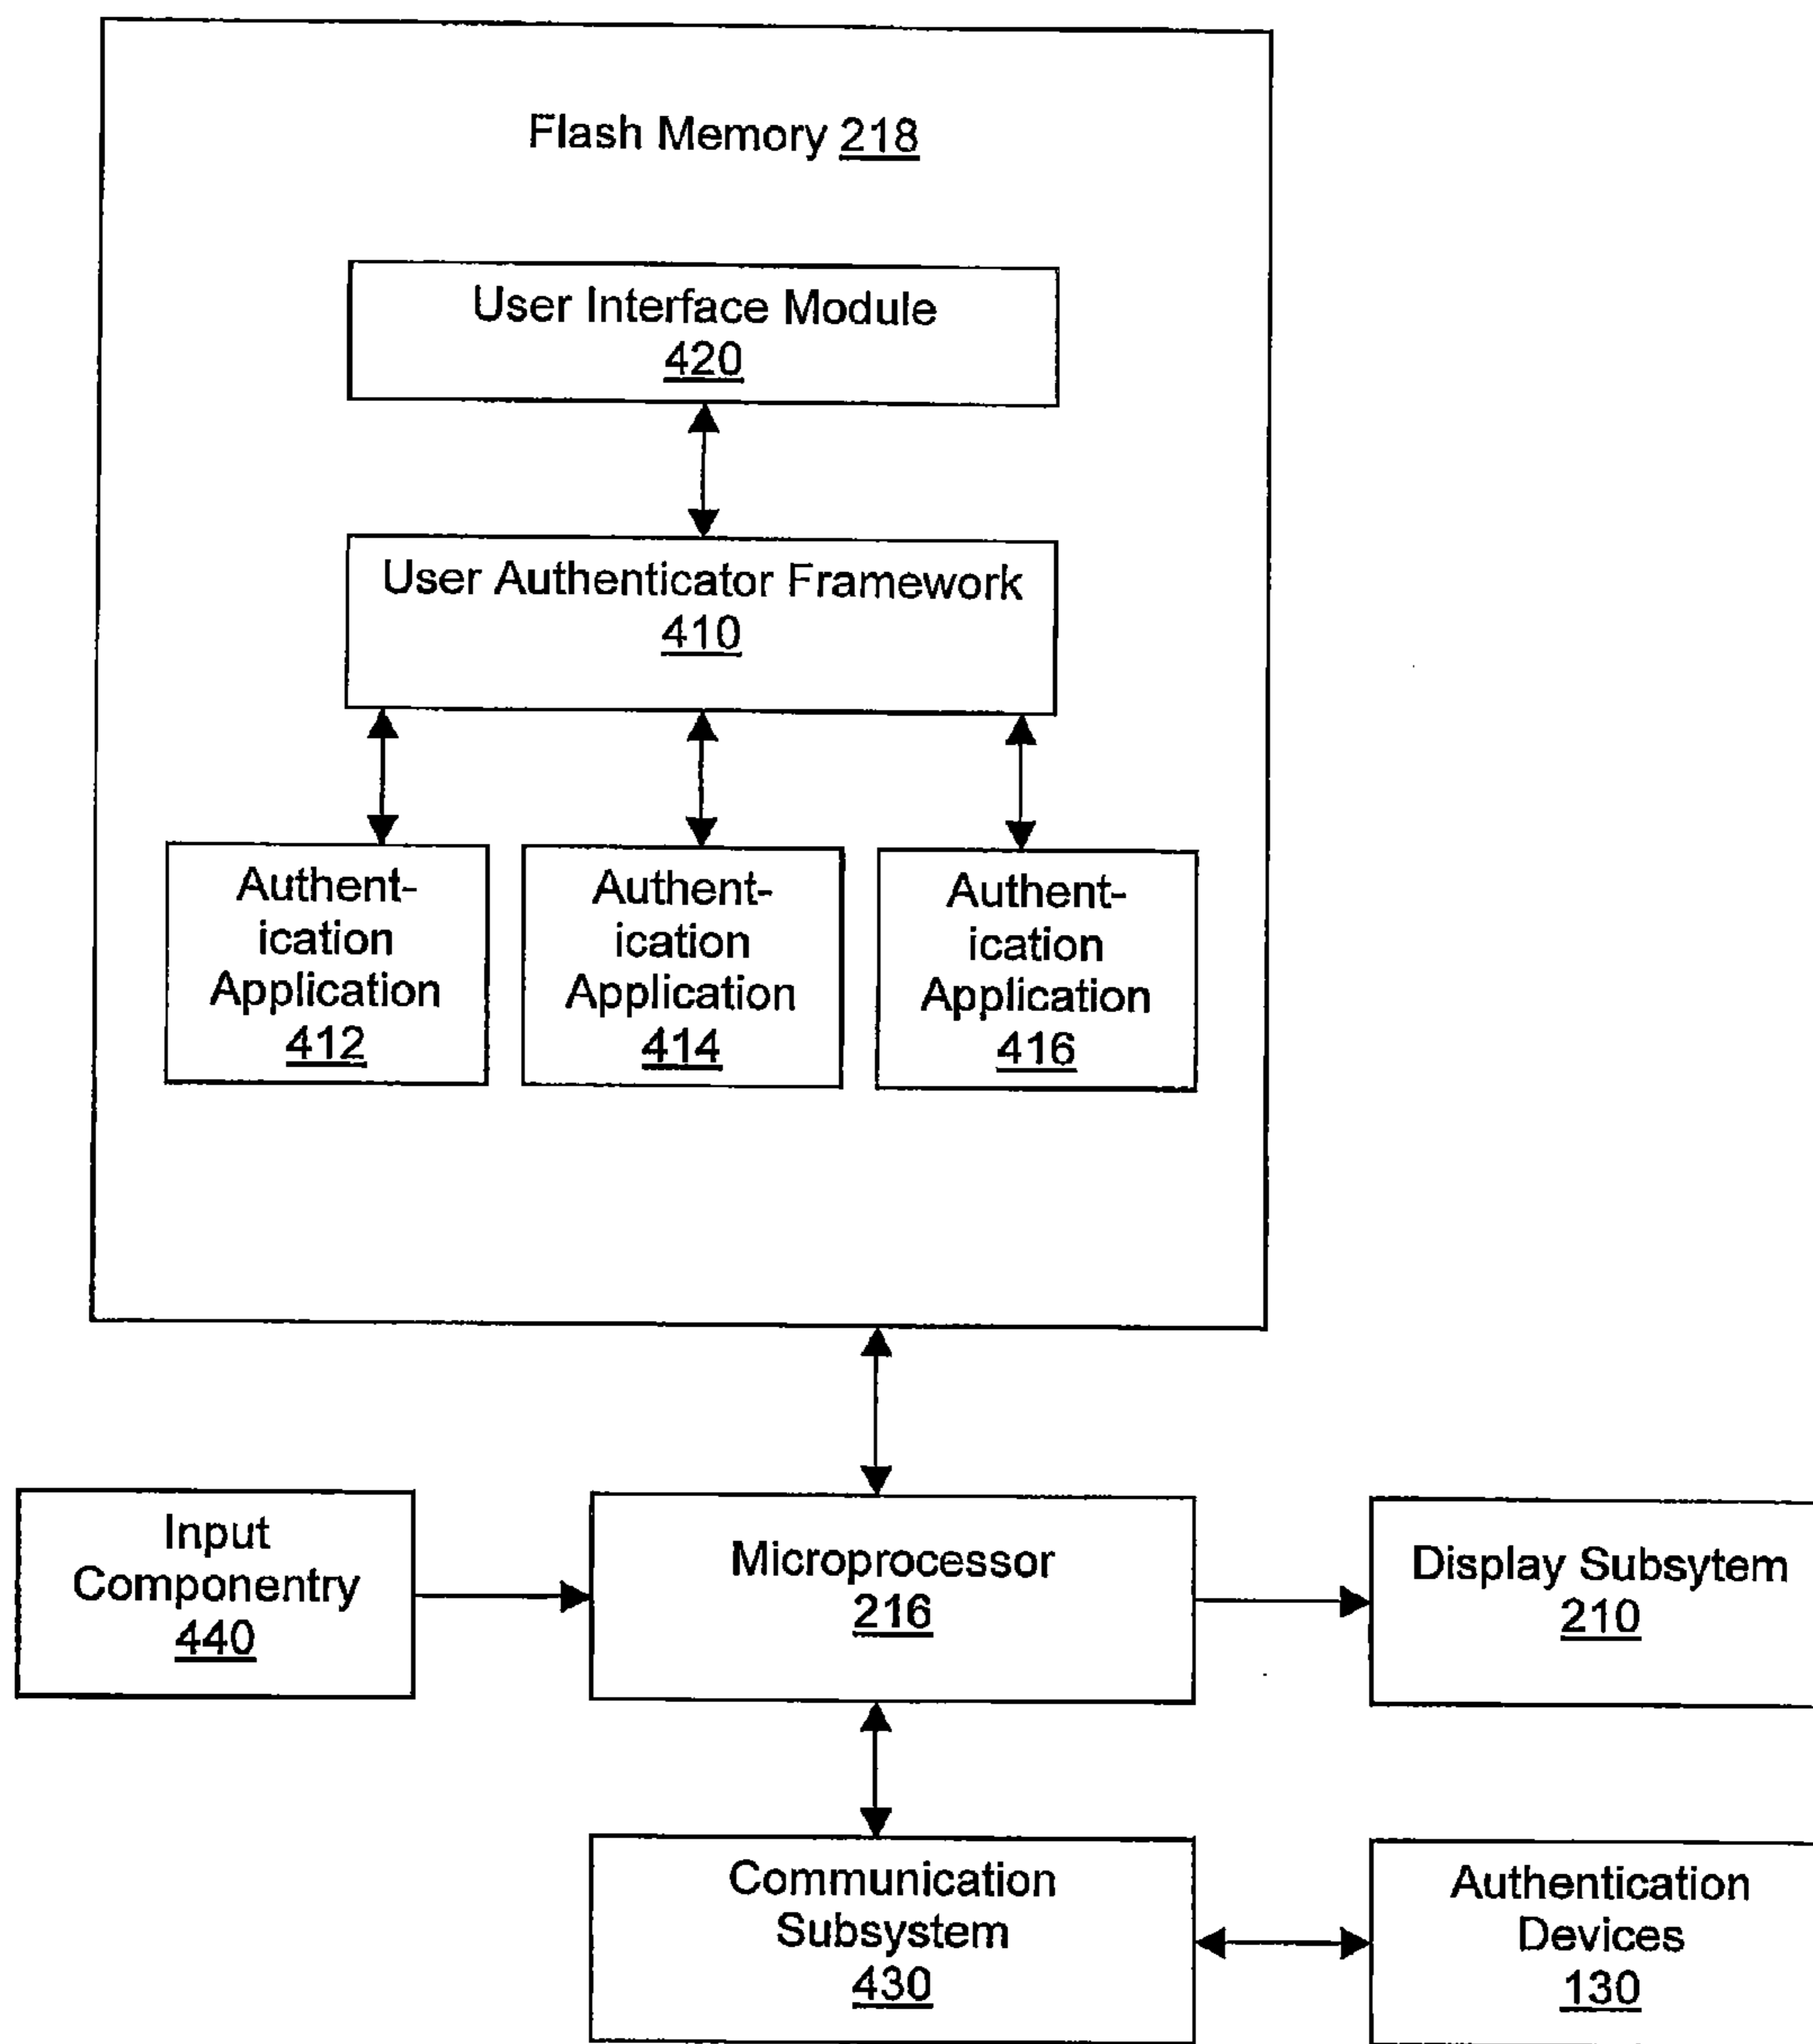 Flash Memory 218
User Interface Module
420
User Authenticator Framework
410
Authent-
ication
Application
412
Authent-
ication
Application
414
Authent-
ication
Application
416
Input
Componentry
440
Microprocessor
216
Display Subsytem
210
Communication
Subsystem
430
Authentication
Devices
130